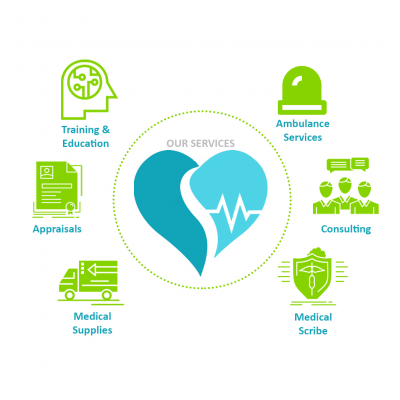 Training &
Education
Ambulance
Services
OUR SERVICES
Appraisals
Consulting
Medical
Supplies
Medical
Scribe